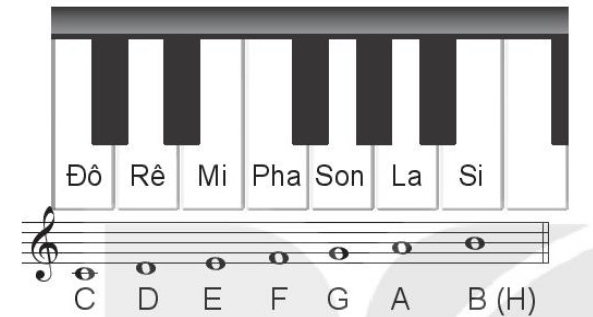 Đô Rê Mi Pha Son La Si
C D E F G A B (H)